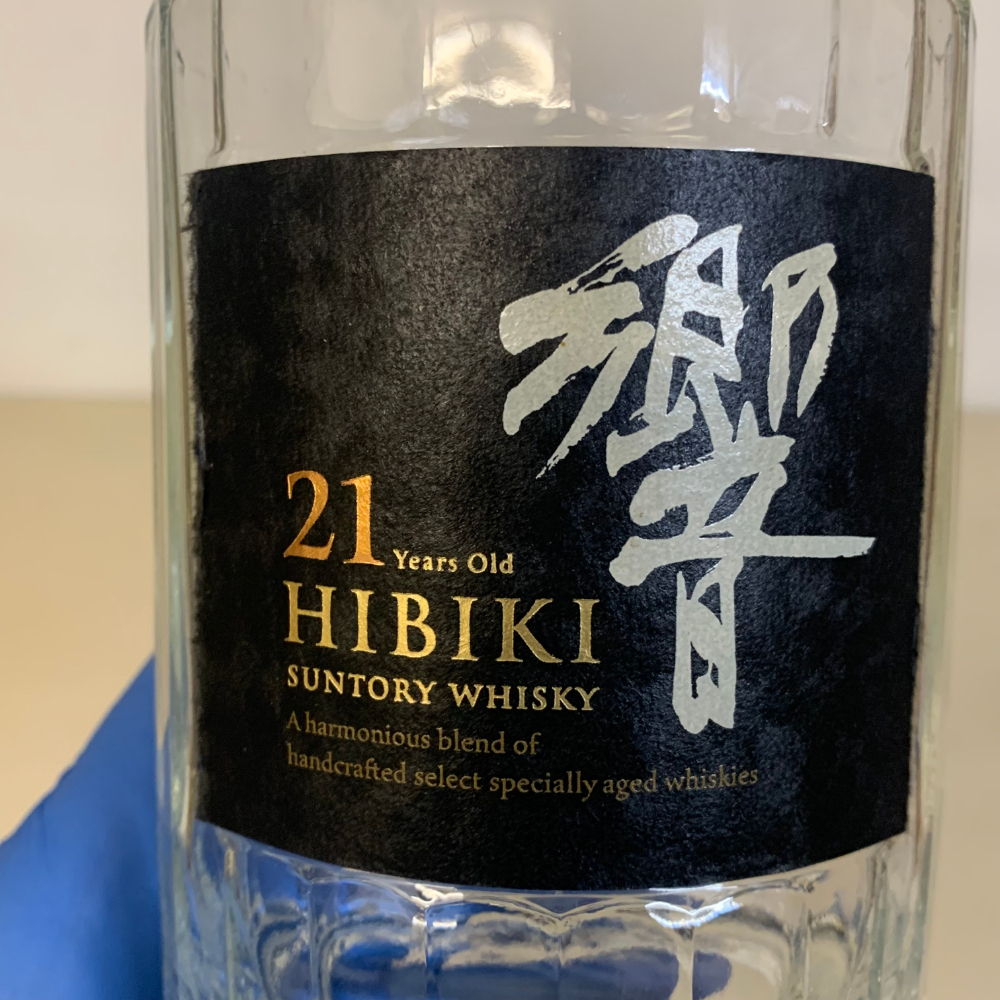 響
21 Years Old
HIBIKI
SUNTORY WHISKY
A harmonious blend of
handcrafted select specially aged whiskies